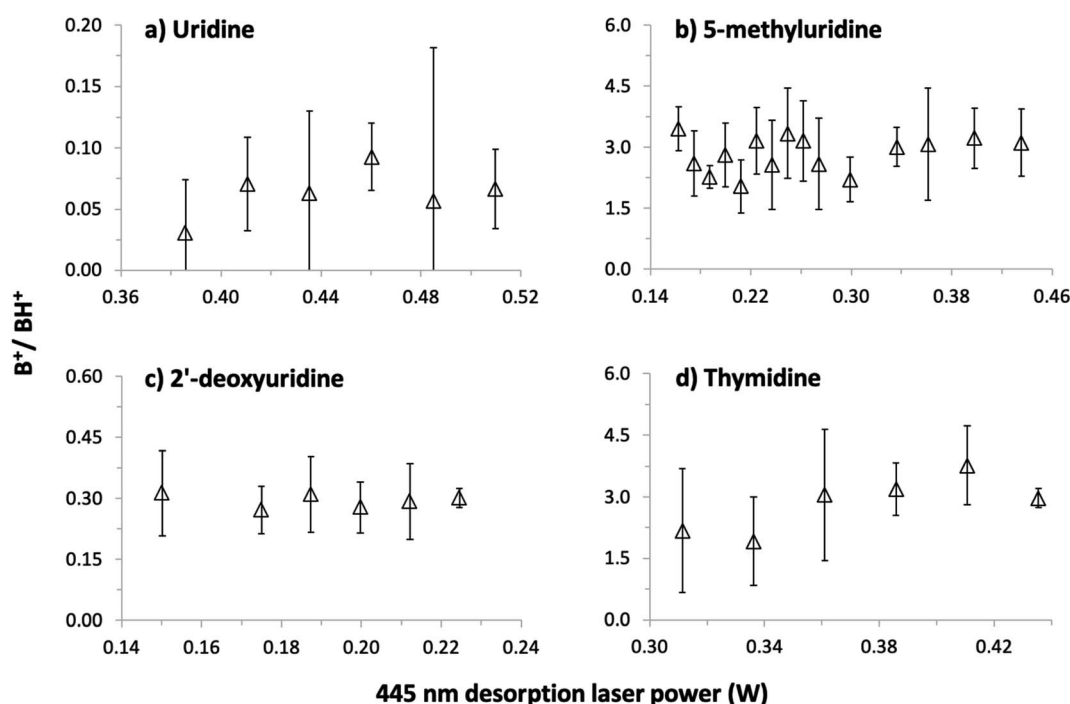 a) Uridine
0.20
0.15
0.10
0.05
0.00
0.36 0.40 0.44 0.48 0.52
b) 5-methyluridine
6.0
4.5
3.0
1.5
0.0
0.14 0.22 0.30 0.38 0.46
B⁺/ BH⁺
c) 2'-deoxyuridine
0.60
0.45
0.30
0.15
0.00
0.14 0.16 0.18 0.20 0.22 0.24
d) Thymidine
6.0
4.5
3.0
1.5
0.0
0.30 0.34 0.38 0.42
445 nm desorption laser power (W)